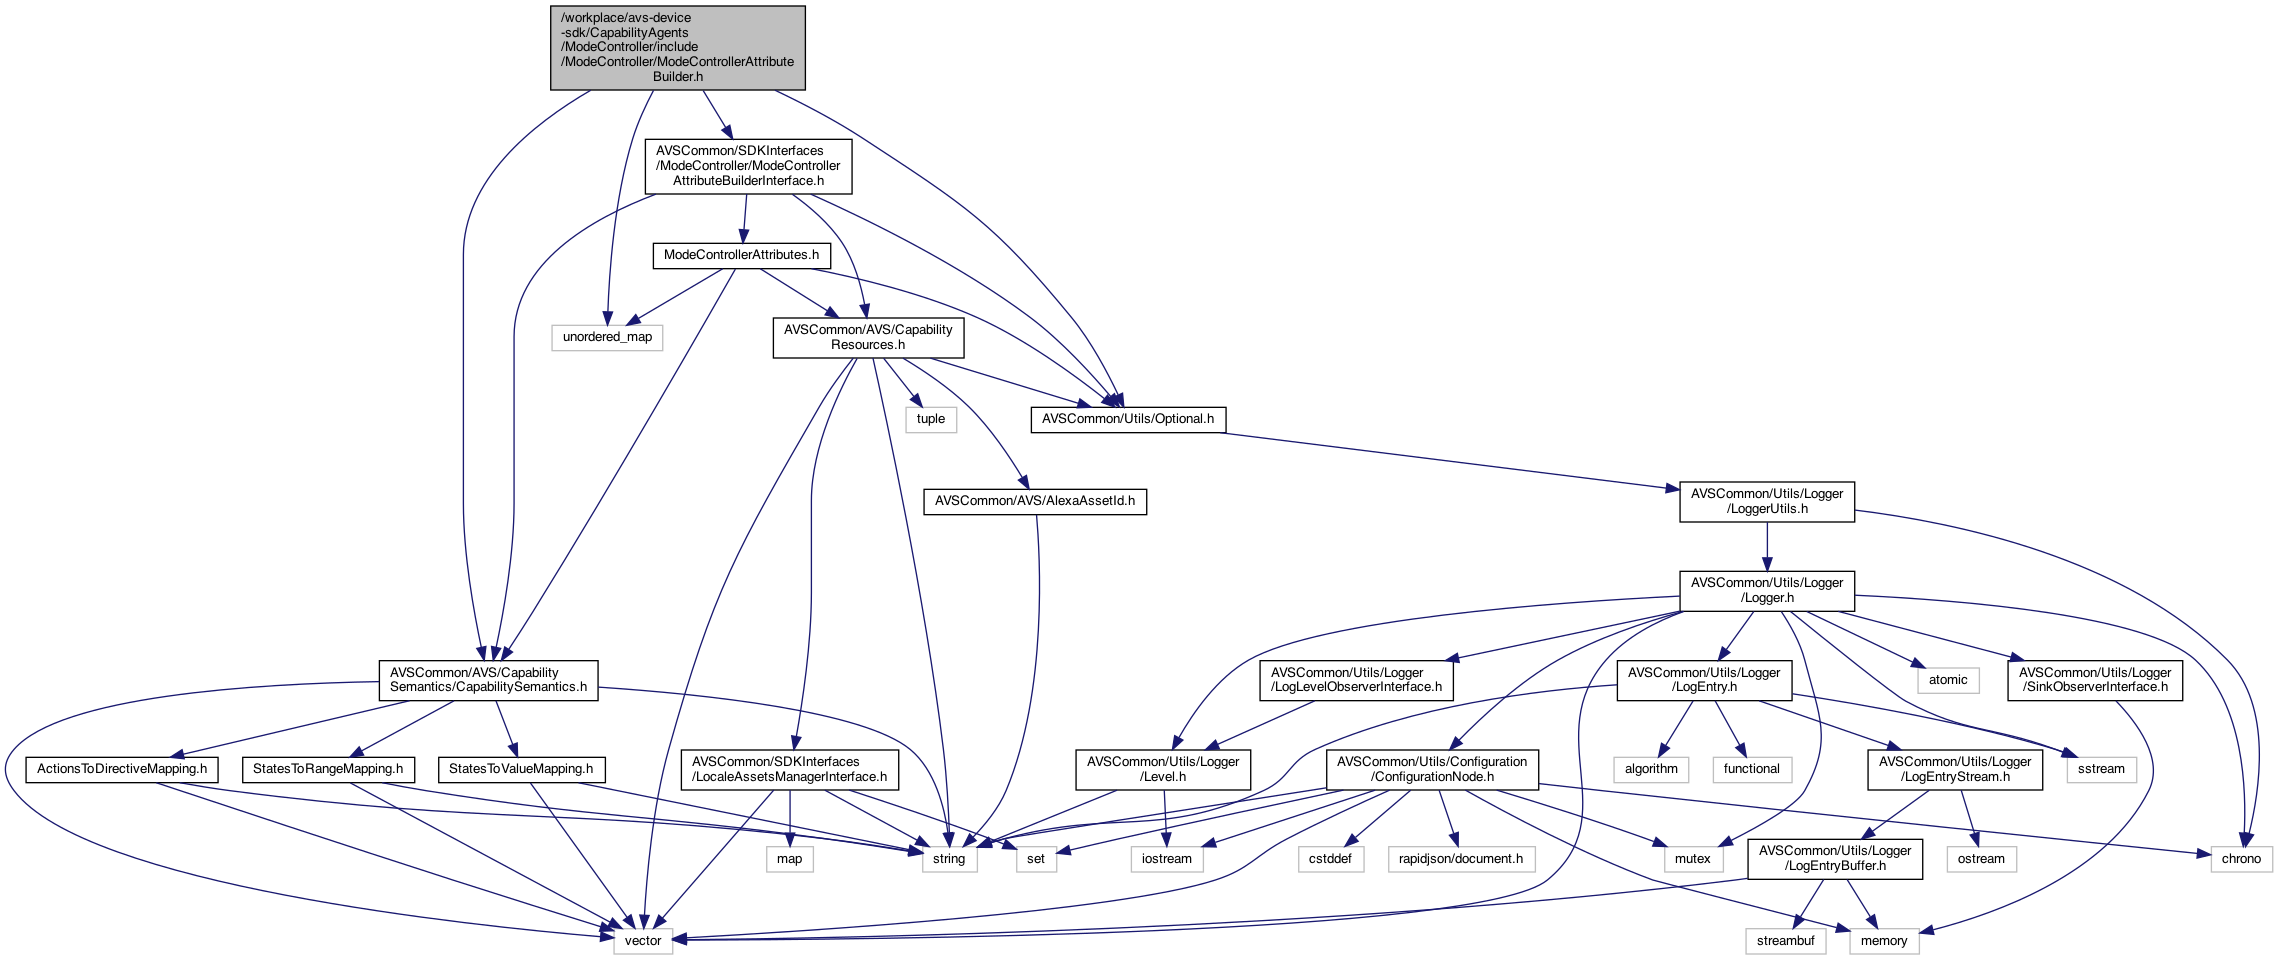 /workplace/avs-device
-sdk/CapabilityAgents
/ModeController/include
/ModeController/ModeControllerAttribute
Builder.h
AVSCommon/SDKInterfaces
/ModeController/ModeController
AttributeBuilderInterface.h
ModeControllerAttributes.h
unordered_map
AVSCommon/AVS/Capability
Resources.h
tuple
AVSCommon/Utils/Optional.h
AVSCommon/AVS/AlexaAssetId.h
AVSCommon/Utils/Logger
/LoggerUtils.h
AVSCommon/Utils/Logger
/Logger.h
AVSCommon/AVS/Capability
Semantics/CapabilitySemantics.h
AVSCommon/Utils/Logger
/LogLevelObserverInterface.h
AVSCommon/Utils/Logger
/LogEntry.h
atomic
AVSCommon/Utils/Logger
/SinkObserverInterface.h
ActionsToDirectiveMapping.h
StatesToRangeMapping.h
StatesToValueMapping.h
AVSCommon/SDKInterfaces
/LocaleAssetsManagerInterface.h
AVSCommon/Utils/Logger
/Level.h
AVSCommon/Utils/Configuration
/ConfigurationNode.h
algorithm
functional
AVSCommon/Utils/Logger
/LogEntryStream.h
sstream
map
string
set
iostream
cstddef
rapidjson/document.h
mutex
AVSCommon/Utils/Logger
/LogEntryBuffer.h
ostream
chrono
vector
streambuf
memory